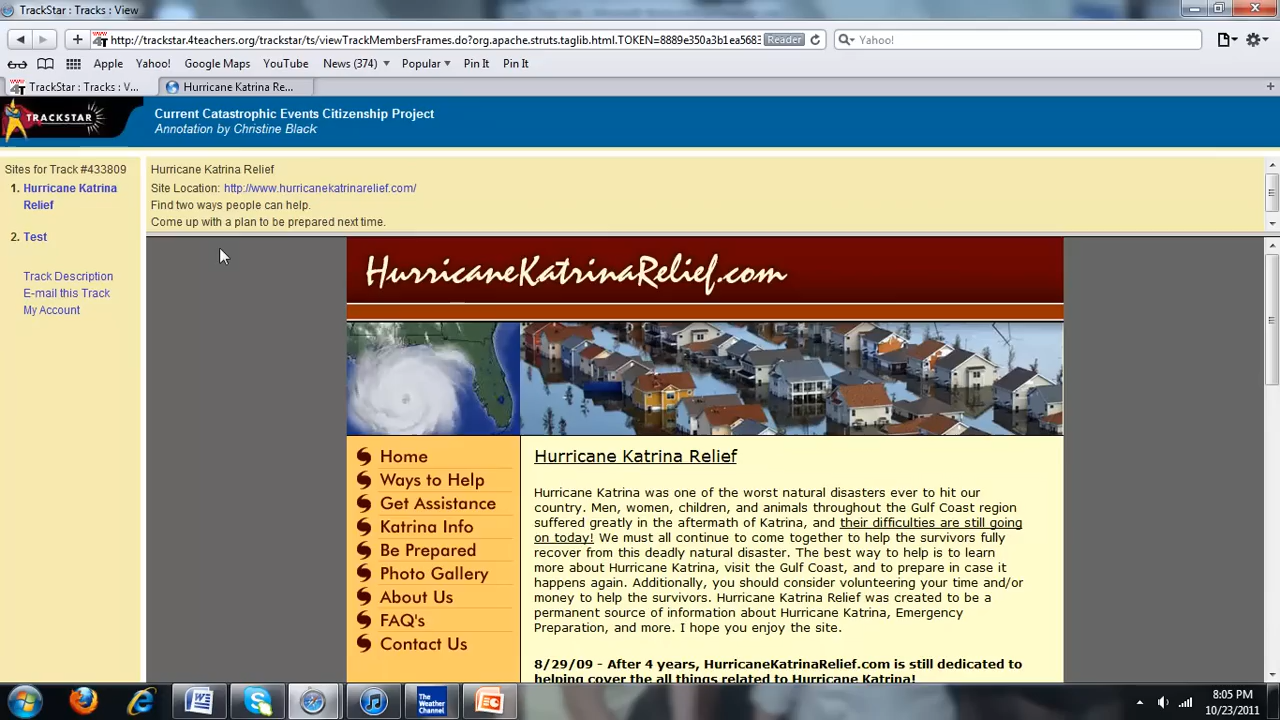 TrackStar : Tracks : View
http://trackstar.4teachers.org/trackstar/ts/viewTrackMembersFrames.do?org.apache.struts.taglib.html.TOKEN=8889e350a3b1ea5683 Reader
Yahoo!
Apple Yahoo! Google Maps YouTube News (374) Popular Pin It Pin It
TrackStar : Tracks : V... Hurricane Katrina Re...
TRACKSTAR
Current Catastrophic Events Citizenship Project
Annotation by Christine Black
Sites for Track #433809
1. Hurricane Katrina
Relief
2. Test
Track Description
E-mail this Track
My Account
Hurricane Katrina Relief
Site Location: http://www.hurricanekatrinarelief.com/
Find two ways people can help.
Come up with a plan to be prepared next time.
HurricaneKatrinaRelief.com
Home
Ways to Help
Get Assistance
Katrina Info
Be Prepared
Photo Gallery
About Us
FAQ's
Contact Us
Hurricane Katrina Relief
Hurricane Katrina was one of the worst natural disasters ever to hit our
country. Men, women, children, and animals throughout the Gulf Coast region
suffered greatly in the aftermath of Katrina, and their difficulties are still going
on today! We must all continue to come together to help the survivors fully
recover from this deadly natural disaster. The best way to help is to learn
more about Hurricane Katrina, visit the Gulf Coast, and to prepare in case it
happens again. Additionally, you should consider volunteering your time and/or
money to help the survivors. Hurricane Katrina Relief was created to be a
permanent source of information about Hurricane Katrina, Emergency
Preparation, and more. I hope you enjoy the site.
8/29/09 - After 4 years, HurricaneKatrinaRelief.com is still dedicated to
helping cover the all things related to Hurricane Katrina!
The
Weather
Channel
8:05 PM
10/23/2011